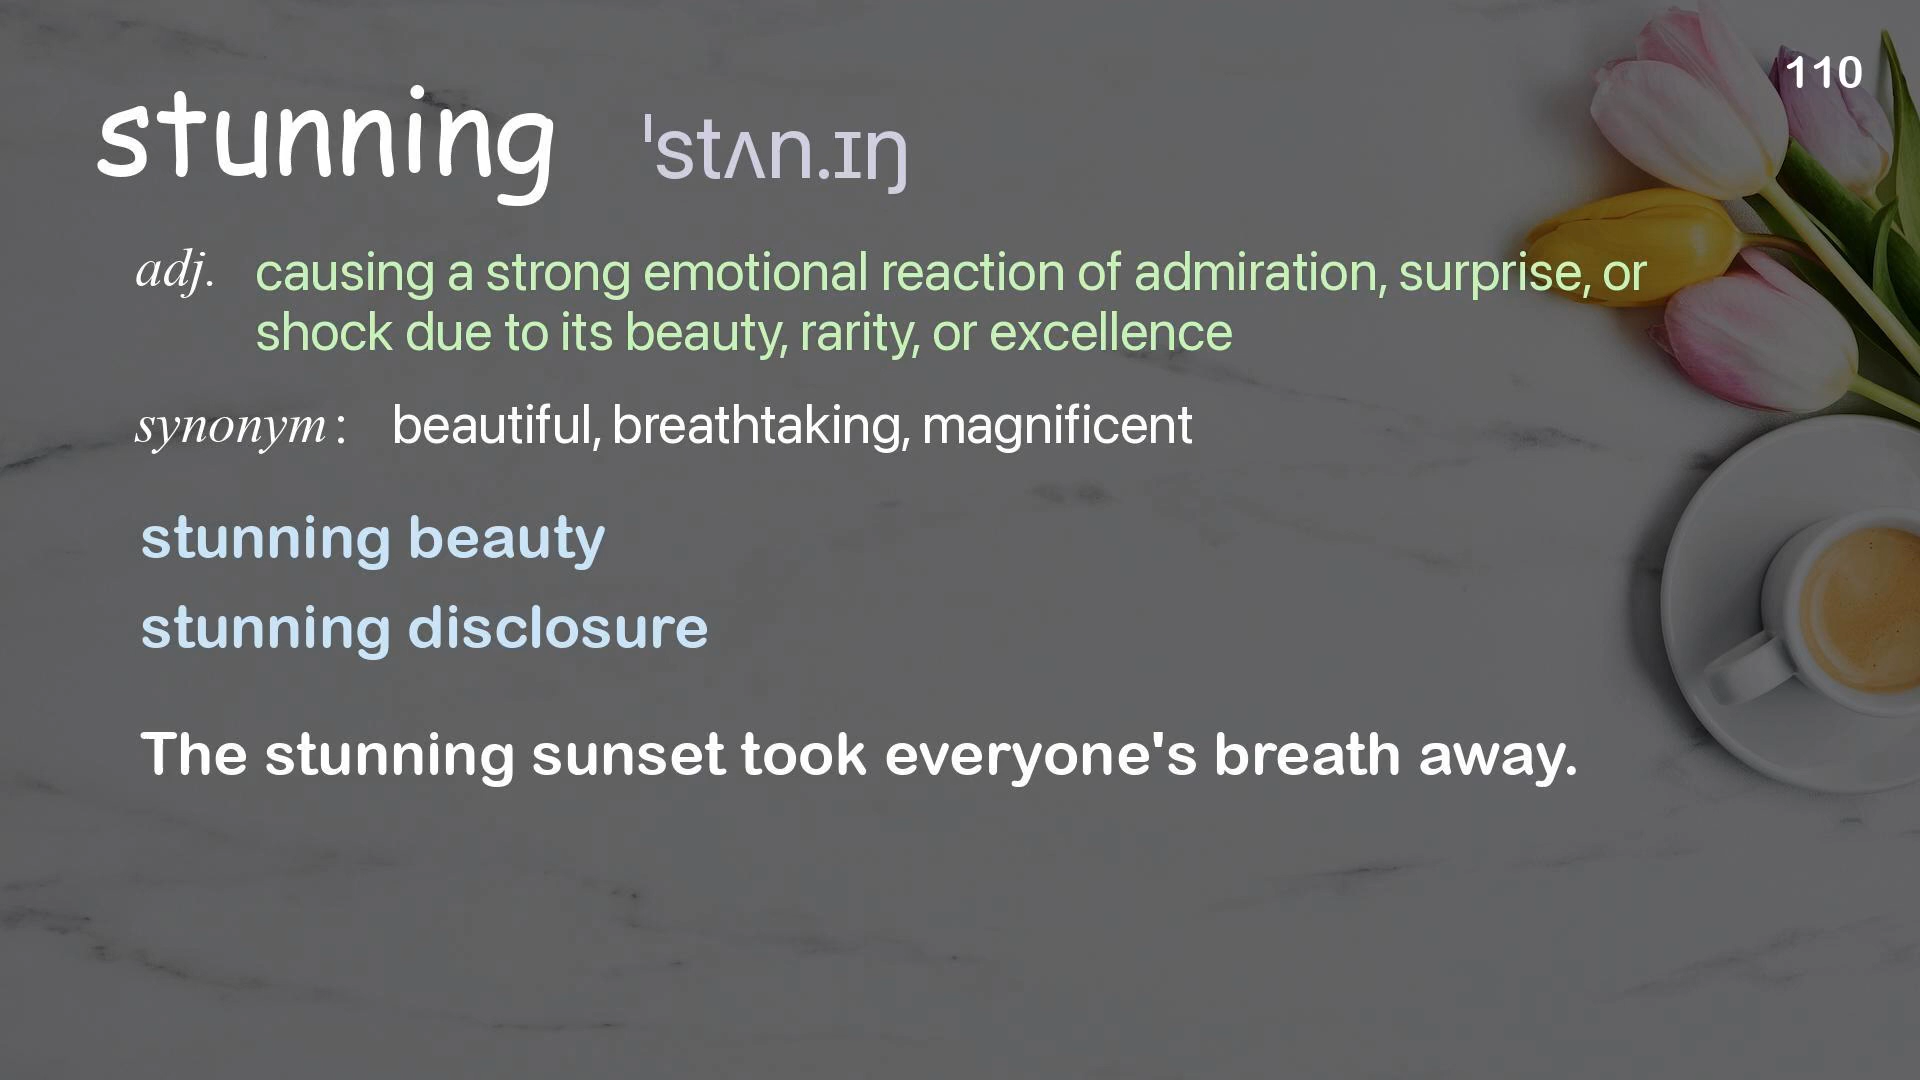 110
stunning ˈstʌn.ɪŋ
adj. causing a strong emotional reaction of admiration, surprise, or
shock due to its beauty, rarity, or excellence
synonym : beautiful, breathtaking, magnificent
stunning beauty
stunning disclosure
The stunning sunset took everyone's breath away.